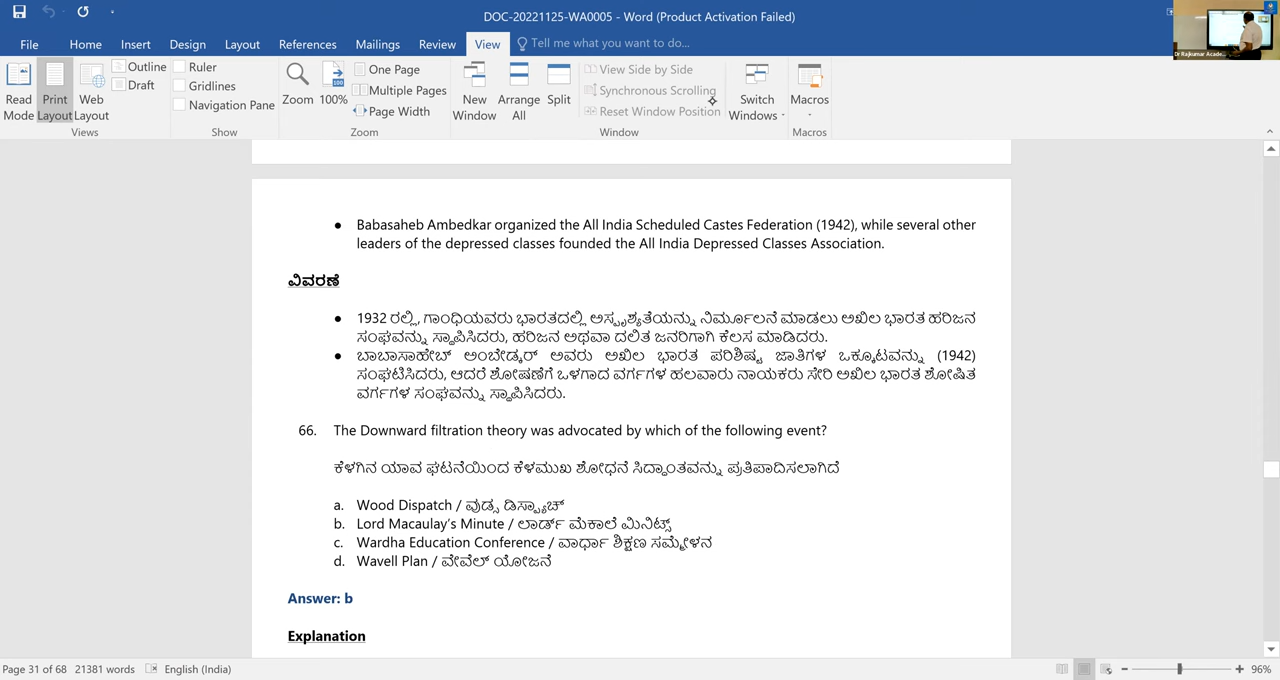 DOC-20221125-WA0005 - Word (Product Activation Failed)
File Home Insert Design Layout References Mailings Review View Tell me what you want to do...
Read Mode Print Layout Web Layout Outline Draft
Views
Ruler
Gridlines
Navigation Pane
Show
Zoom 100% One Page Multiple Pages Page Width
Zoom
New Window Arrange All Split View Side by Side Synchronous Scrolling Reset Window Position Switch Windows
Window
Macros
Macros
Babasaheb Ambedkar organized the All India Scheduled Castes Federation (1942), while several other
leaders of the depressed classes founded the All India Depressed Classes Association.
ವಿವರಣೆ
1932 ರಲ್ಲಿ, ಗಾಂಧಿಯವರು ಭಾರತದಲ್ಲಿ ಅಸ್ಪೃಶ್ಯತೆಯನ್ನು ನಿರ್ಮೂಲನೆ ಮಾಡಲು ಅಖಿಲ ಭಾರತ ಹರಿಜನ
ಸಂಘವನ್ನು ಸ್ಥಾಪಿಸಿದರು, ಹರಿಜನ ಅಥವಾ ದಲಿತ ಜನರಿಗಾಗಿ ಕೆಲಸ ಮಾಡಿದರು.
ಬಾಬಾಸಾಹೇಬ್ ಅಂಬೇಡ್ಕರ್ ಅವರು ಅಖಿಲ ಭಾರತ ಪರಿಶಿಷ್ಟ ಜಾತಿಗಳ ಒಕ್ಕೂಟವನ್ನು (1942)
ಸಂಘಟಿಸಿದರು, ಆದರೆ ಶೋಷಣೆಗೆ ಒಳಗಾದ ವರ್ಗಗಳ ಹಲವಾರು ನಾಯಕರು ಸೇರಿ ಅಖಿಲ ಭಾರತ ಶೋಷಿತ
ವರ್ಗಗಳ ಸಂಘವನ್ನು ಸ್ಥಾಪಿಸಿದರು.
66. The Downward filtration theory was advocated by which of the following event?
ಕೆಳಗಿನ ಯಾವ ಘಟನೆಯಿಂದ ಕೆಳಮುಖ ಶೋಧನೆ ಸಿದ್ಧಾಂತವನ್ನು ಪ್ರತಿಪಾದಿಸಲಾಗಿದೆ
a. Wood Dispatch / ವುಡ್ಸ ಡಿಸ್ಪ್ಯಾಚ್
b. Lord Macaulay's Minute / ಲಾರ್ಡ್ ಮೆಕಾಲೆ ಮಿನಿಟ್ಸ್
c. Wardha Education Conference / ವಾರ್ಧಾ ಶಿಕ್ಷಣ ಸಮ್ಮೇಳನ
d. Wavell Plan / ವೇವೆಲ್ ಯೋಜನೆ
Answer: b
Explanation
Page 31 of 68 21381 words English (India) 96%